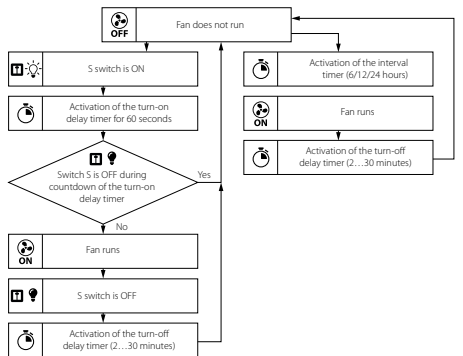 OFF
Fan does not run
S switch is ON
Activation of the turn-on
delay timer for 60 seconds
Switch S is OFF during
countdown of the turn-on
delay timer
Yes
No
ON
Fan runs
S switch is OFF
Activation of the turn-off
delay timer (2…30 minutes)
Activation of the interval
timer (6/12/24 hours)
ON
Fan runs
Activation of the turn-off
delay timer (2…30 minutes)